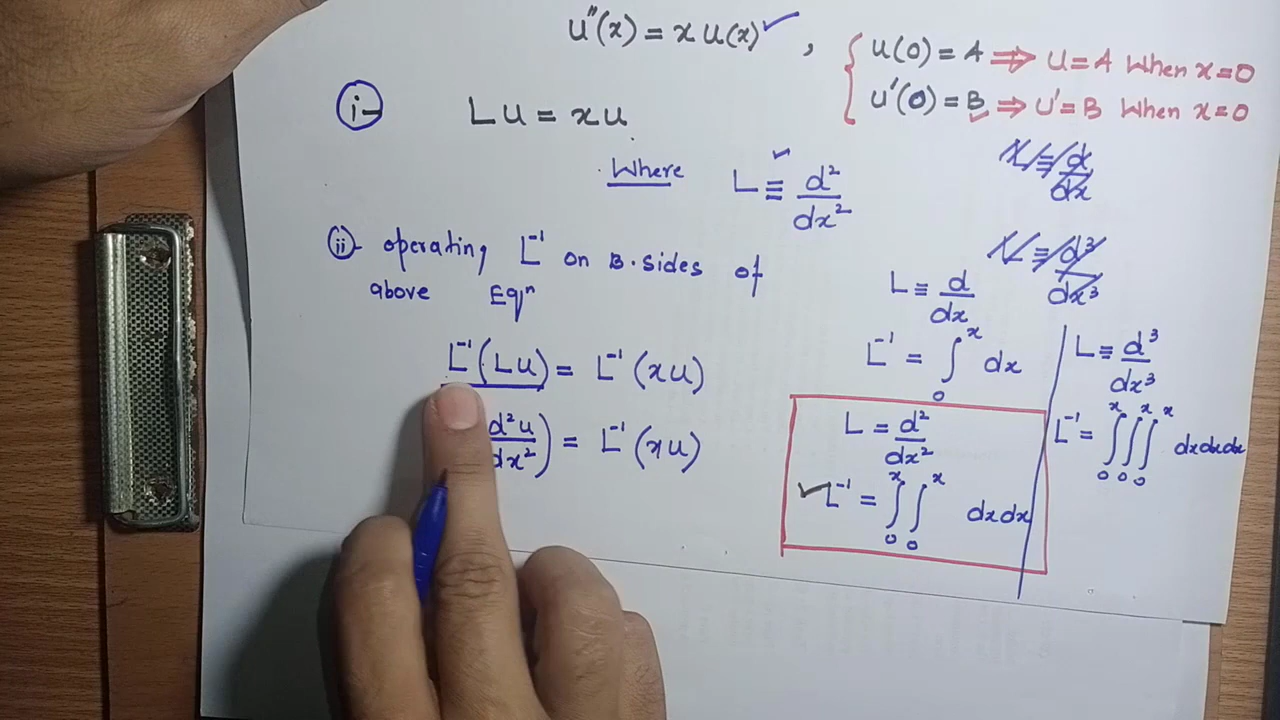 u''(x) = x u(x) ✓ , { u(0) = A ⇒ U = A When x=0
u'(0) = B ⇒ U' = B When x=0
i- Lu = xu
Where L ≡ d²/dx²
ii- operating L⁻¹ on B.sides of
above Eqⁿ
L⁻¹(Lu) = L⁻¹(xu)
d²u/dx²) = L⁻¹(xu)
L ≡ d/dx
L⁻¹ = ∫₀ˣ dx
L = d²/dx²
✓ L⁻¹ = ∫₀ˣ∫₀ˣ dxdx
L ≡ d³/dx³
L⁻¹ = ∫₀ˣ∫₀ˣ∫₀ˣ dxdxdx